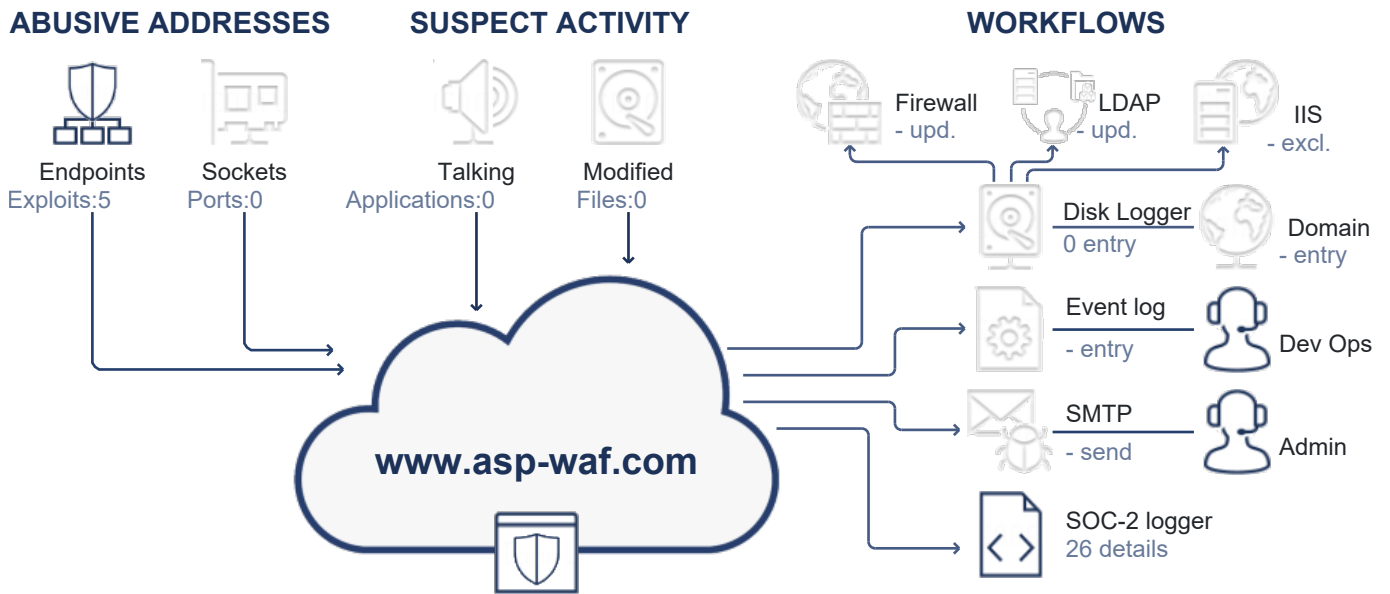 ABUSIVE ADDRESSES
SUSPECT ACTIVITY
WORKFLOWS
Endpoints
Exploits:5
Sockets
Ports:0
Talking
Applications:0
Modified
Files:0
Firewall
- upd.
LDAP
- upd.
IIS
- excl.
Disk Logger
0 entry
Domain
- entry
Event log
- entry
Dev Ops
SMTP
- send
Admin
SOC-2 logger
26 details
www.asp-waf.com